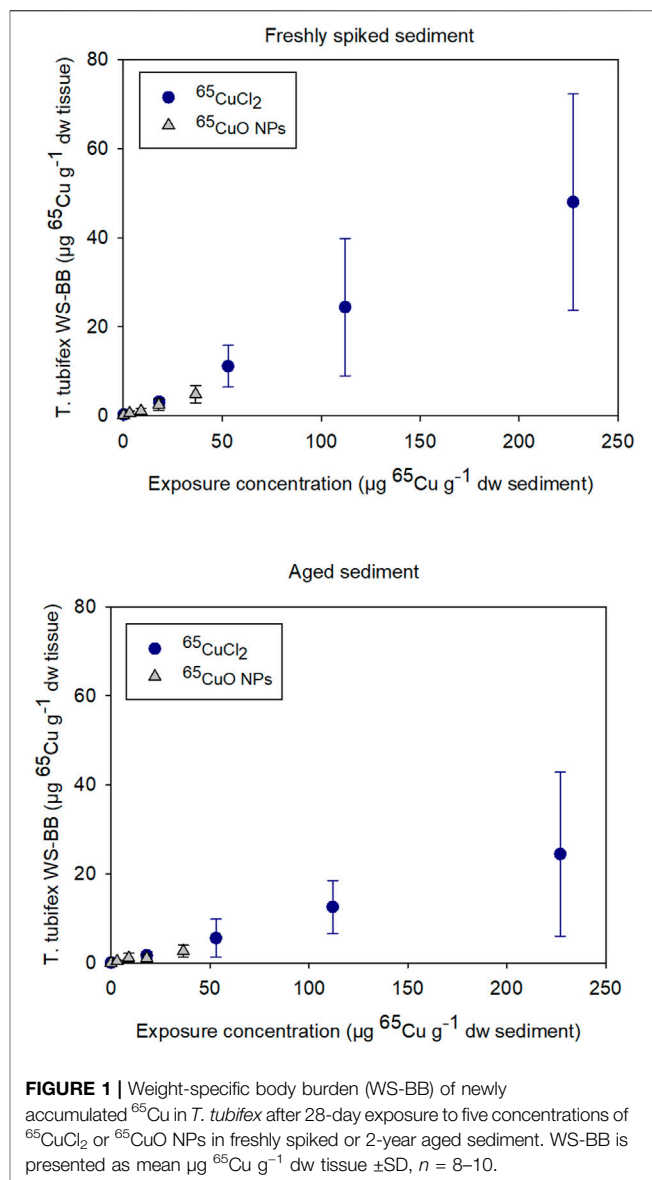 Freshly spiked sediment
80
60
40
20
0
T. tubifex WS-BB (µg ⁶⁵Cu g⁻¹ dw tissue)
⁶⁵CuCl₂
⁶⁵CuO NPs
0 50 100 150 200 250
Exposure concentration (µg ⁶⁵Cu g⁻¹ dw sediment)
Aged sediment
80
60
40
20
0
T. tubifex WS-BB (µg ⁶⁵Cu g⁻¹ dw tissue)
⁶⁵CuCl₂
⁶⁵CuO NPs
0 50 100 150 200 250
Exposure concentration (µg ⁶⁵Cu g⁻¹ dw sediment)
FIGURE 1 | Weight-specific body burden (WS-BB) of newly
accumulated ⁶⁵Cu in T. tubifex after 28-day exposure to five concentrations of
⁶⁵CuCl₂ or ⁶⁵CuO NPs in freshly spiked or 2-year aged sediment. WS-BB is
presented as mean µg ⁶⁵Cu g⁻¹ dw tissue ±SD, n = 8–10.